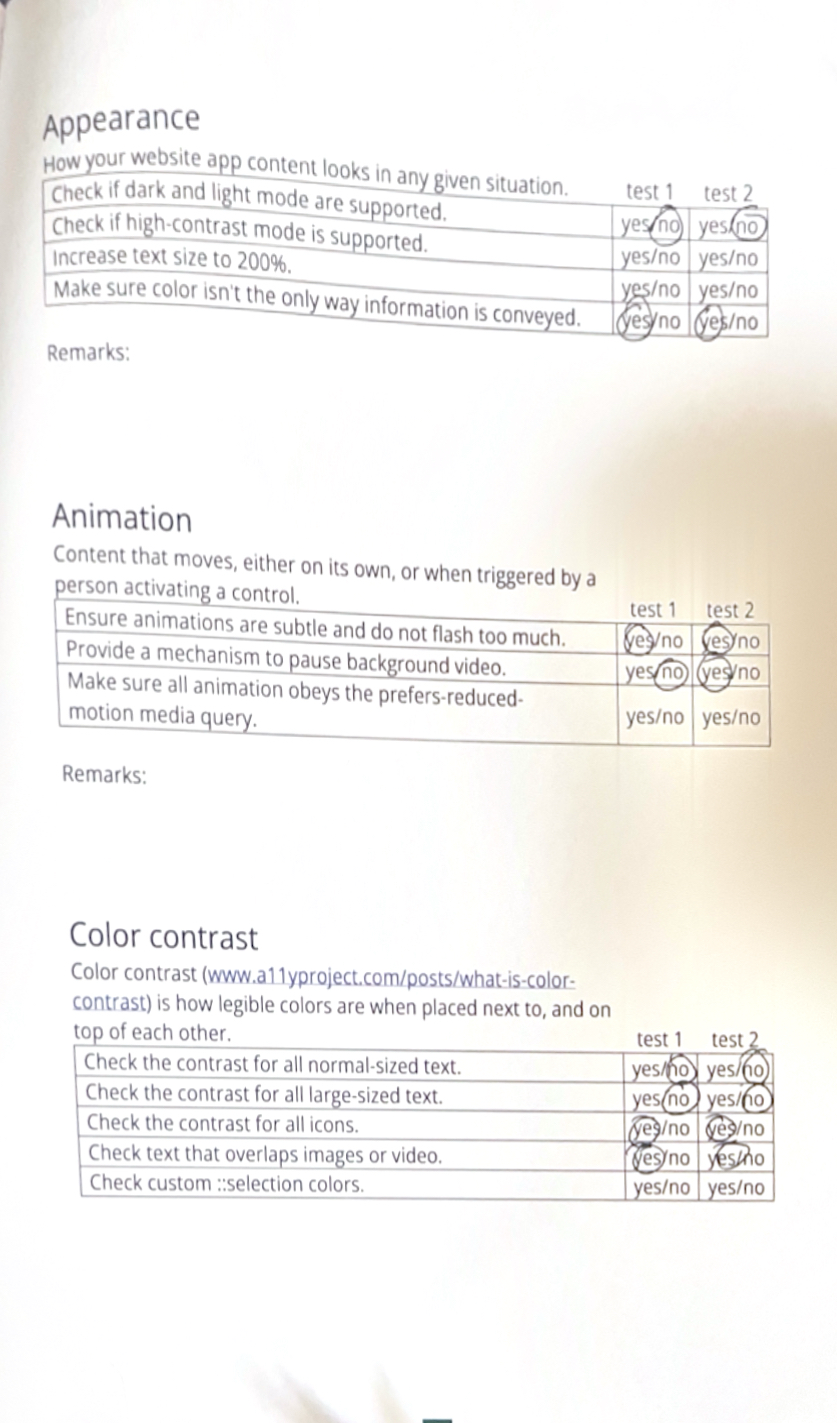 Appearance
How your website app content looks in any given situation.
test 1 test 2
Check if dark and light mode are supported. yes/no yes/no
Check if high-contrast mode is supported. yes/no yes/no
Increase text size to 200%. yes/no yes/no
Make sure color isn't the only way information is conveyed. yes/no yes/no
Remarks:
Animation
Content that moves, either on its own, or when triggered by a
person activating a control.
test 1 test 2
Ensure animations are subtle and do not flash too much. yes/no yes/no
Provide a mechanism to pause background video. yes/no yes/no
Make sure all animation obeys the prefers-reduced-
motion media query. yes/no yes/no
Remarks:
Color contrast
Color contrast (www.a11yproject.com/posts/what-is-color-
contrast) is how legible colors are when placed next to, and on
top of each other.
test 1 test 2
Check the contrast for all normal-sized text. yes/no yes/no
Check the contrast for all large-sized text. yes/no yes/no
Check the contrast for all icons. yes/no yes/no
Check text that overlaps images or video. yes/no yes/no
Check custom ::selection colors. yes/no yes/no